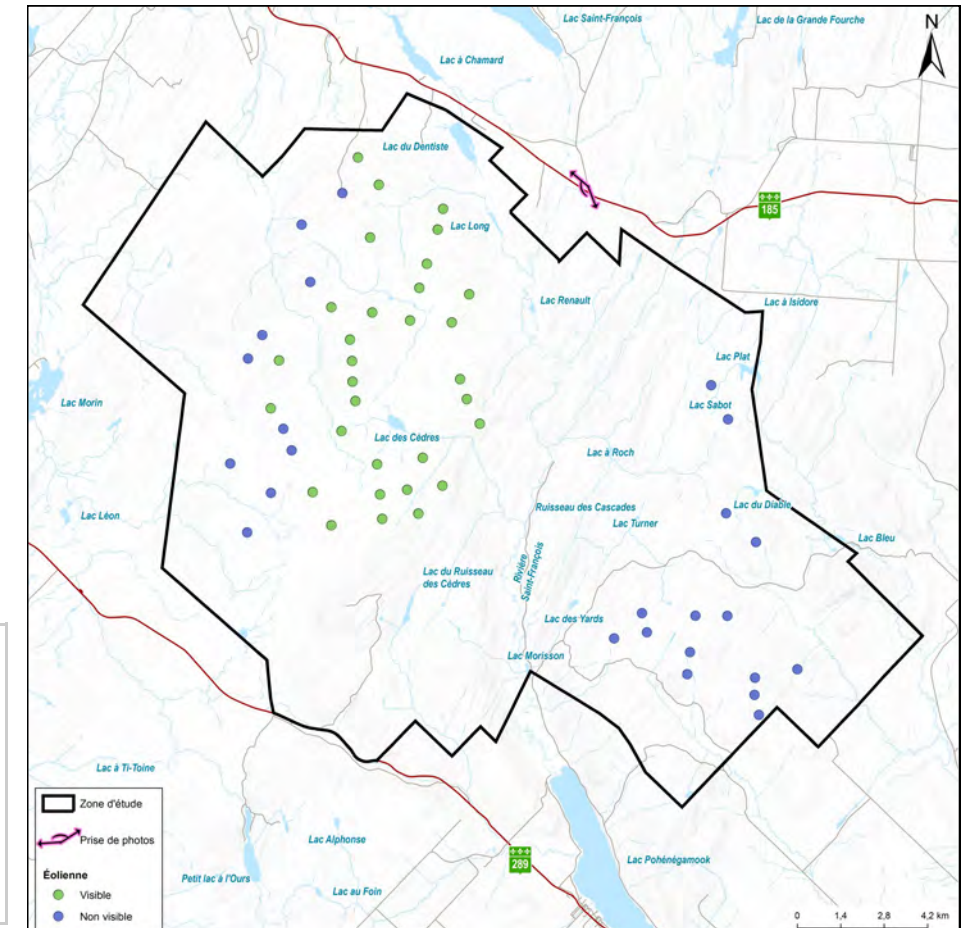 Lac Saint-François
Lac de la Grande Fourche
N
Lac à Chamard
Lac du Dentiste
185
Lac Long
Lac Renault
Lac à Isidore
Lac Plat
Lac Morin
Lac Sabot
Lac des Cèdres
Lac à Roch
Lac Léon
Ruisseau des Cascades
Lac du Diable
Lac Turner
Lac Bleu
Rivière
Saint-François
Lac du Ruisseau
des Cèdres
Lac des Yards
Lac Morisson
Lac à Ti-Toine
Zone d'étude
Prise de photos
Lac Alphonse
289
Lac Pohénégamook
Éolienne
Petit lac à l'Ours
Lac au Foin
Visible
Non visible
0 1,4 2,8 4,2 km